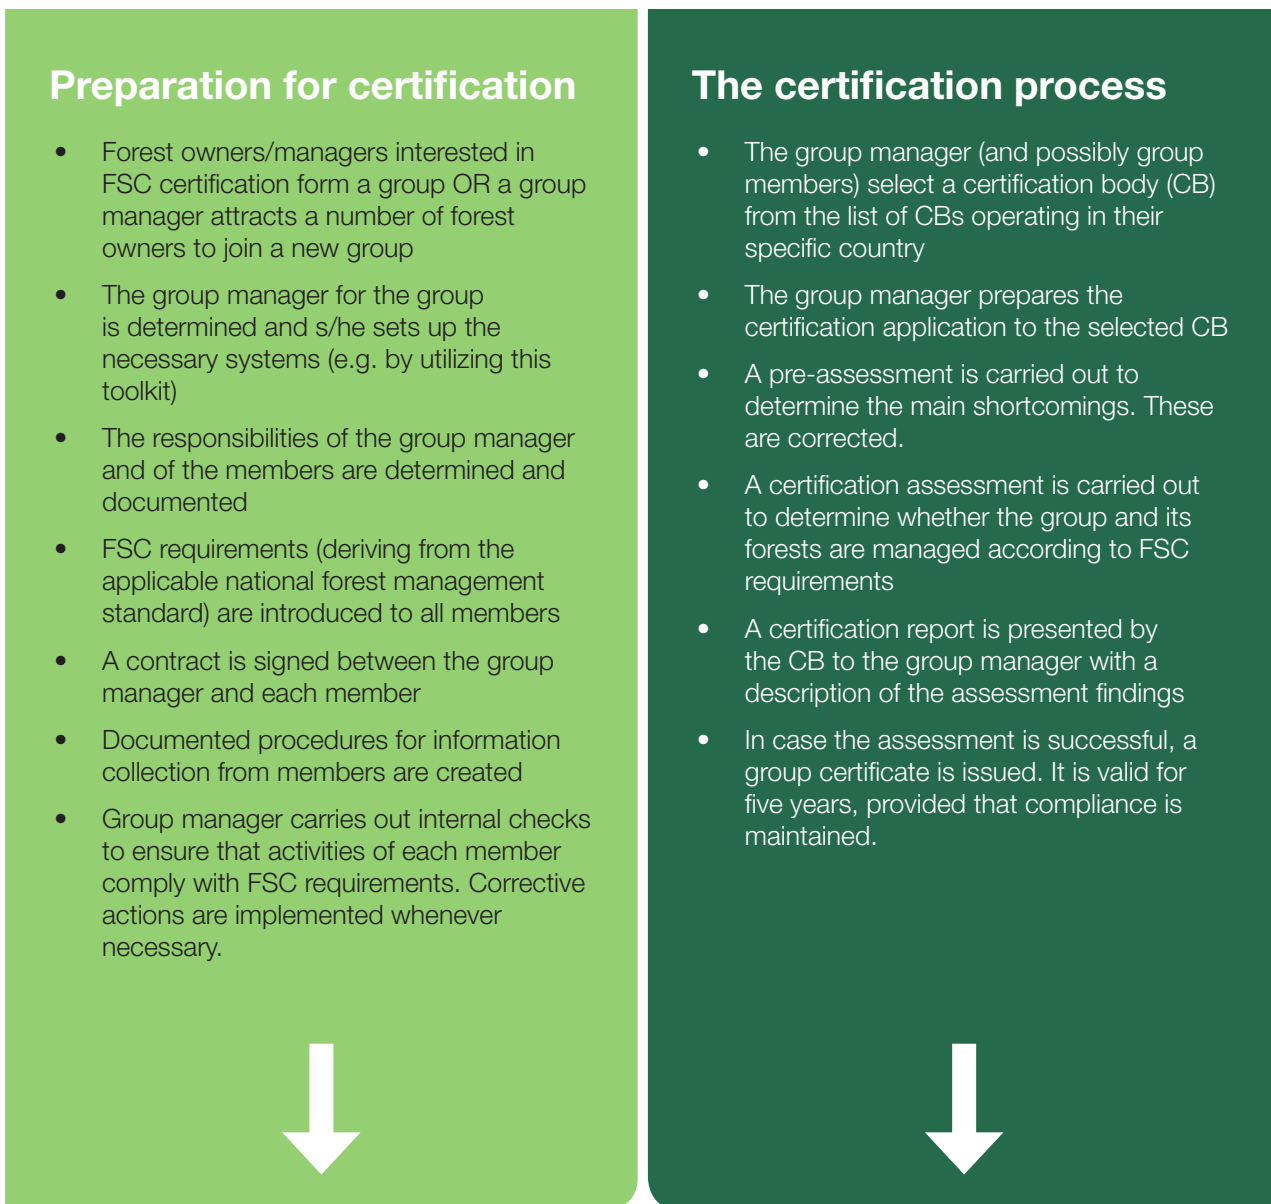 Preparation for certification
• Forest owners/managers interested in
FSC certification form a group OR a group
manager attracts a number of forest
owners to join a new group
• The group manager for the group
is determined and s/he sets up the
necessary systems (e.g. by utilizing this
toolkit)
• The responsibilities of the group manager
and of the members are determined and
documented
• FSC requirements (deriving from the
applicable national forest management
standard) are introduced to all members
• A contract is signed between the group
manager and each member
• Documented procedures for information
collection from members are created
• Group manager carries out internal checks
to ensure that activities of each member
comply with FSC requirements. Corrective
actions are implemented whenever
necessary.
The certification process
• The group manager (and possibly group
members) select a certification body (CB)
from the list of CBs operating in their
specific country
• The group manager prepares the
certification application to the selected CB
• A pre-assessment is carried out to
determine the main shortcomings. These
are corrected.
• A certification assessment is carried out
to determine whether the group and its
forests are managed according to FSC
requirements
• A certification report is presented by
the CB to the group manager with a
description of the assessment findings
• In case the assessment is successful, a
group certificate is issued. It is valid for
five years, provided that compliance is
maintained.